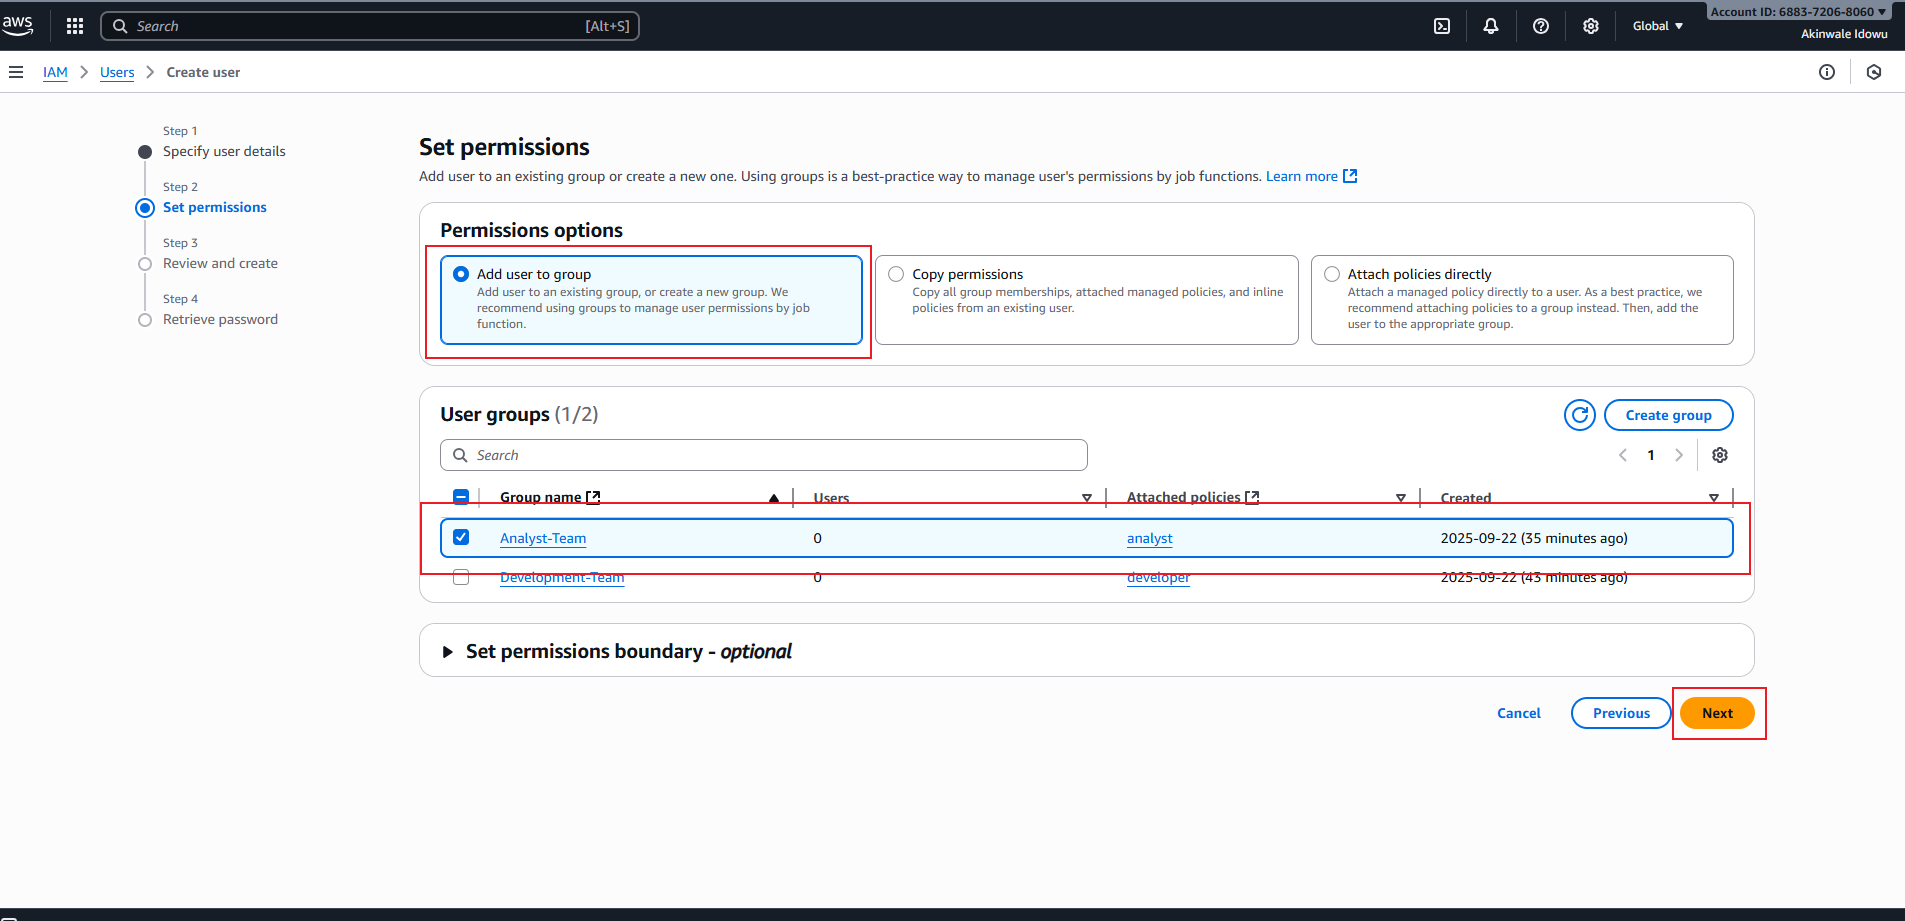 aws
Search [Alt+S]
Global
Account ID: 6883-7206-8060
Akinwale Idowu
IAM
Users
Create user
Step 1
Specify user details
Step 2
Set permissions
Step 3
Review and create
Step 4
Retrieve password
Set permissions
Add user to an existing group or create a new one. Using groups is a best-practice way to manage user's permissions by job functions. Learn more
Permissions options
Add user to group
Add user to an existing group, or create a new group. We
recommend using groups to manage user permissions by job
function.
Copy permissions
Copy all group memberships, attached managed policies, and inline
policies from an existing user.
Attach policies directly
Attach a managed policy directly to a user. As a best practice, we
recommend attaching policies to a group instead. Then, add the
user to the appropriate group.
User groups (1/2)
Create group
Search
1
Group name Users Attached policies Created
Analyst-Team 0 analyst 2025-09-22 (35 minutes ago)
Development-Team 0 developer 2025-09-22 (43 minutes ago)
Set permissions boundary - optional
Cancel
Previous
Next